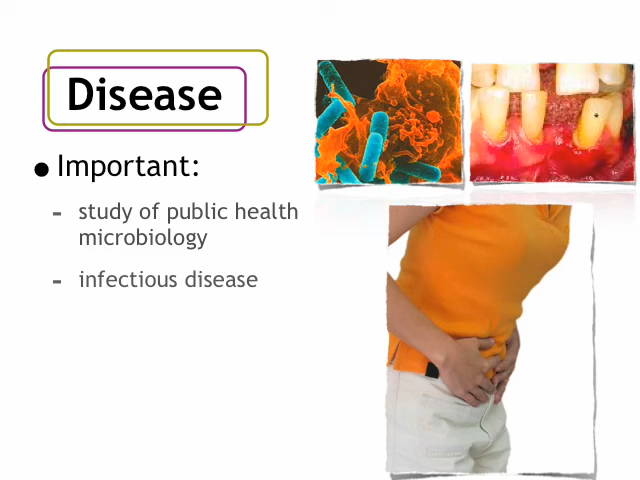 Disease
● Important:
- study of public health
microbiology
- infectious disease